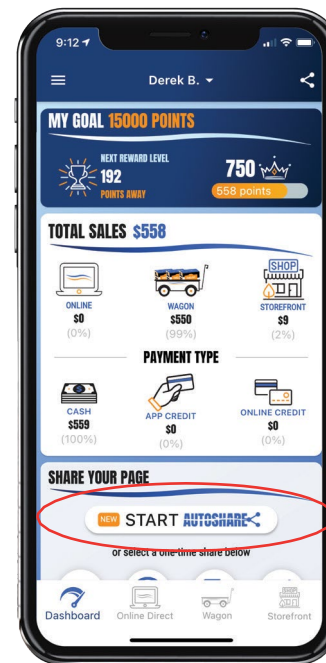 9:12
Derek B.
MY GOAL 15000 POINTS
NEXT REWARD LEVEL
192
POINTS AWAY
750
558 points
TOTAL SALES $558
SHOP
ONLINE
$0
(0%)
WAGON
$550
(99%)
STOREFRONT
$9
(2%)
PAYMENT TYPE
CASH
$559
(100%)
APP CREDIT
$0
(0%)
ONLINE CREDIT
$0
(0%)
SHARE YOUR PAGE
NEW START AUTOSHARE
or select a one-time share below
Dashboard Online Direct Wagon Storefront